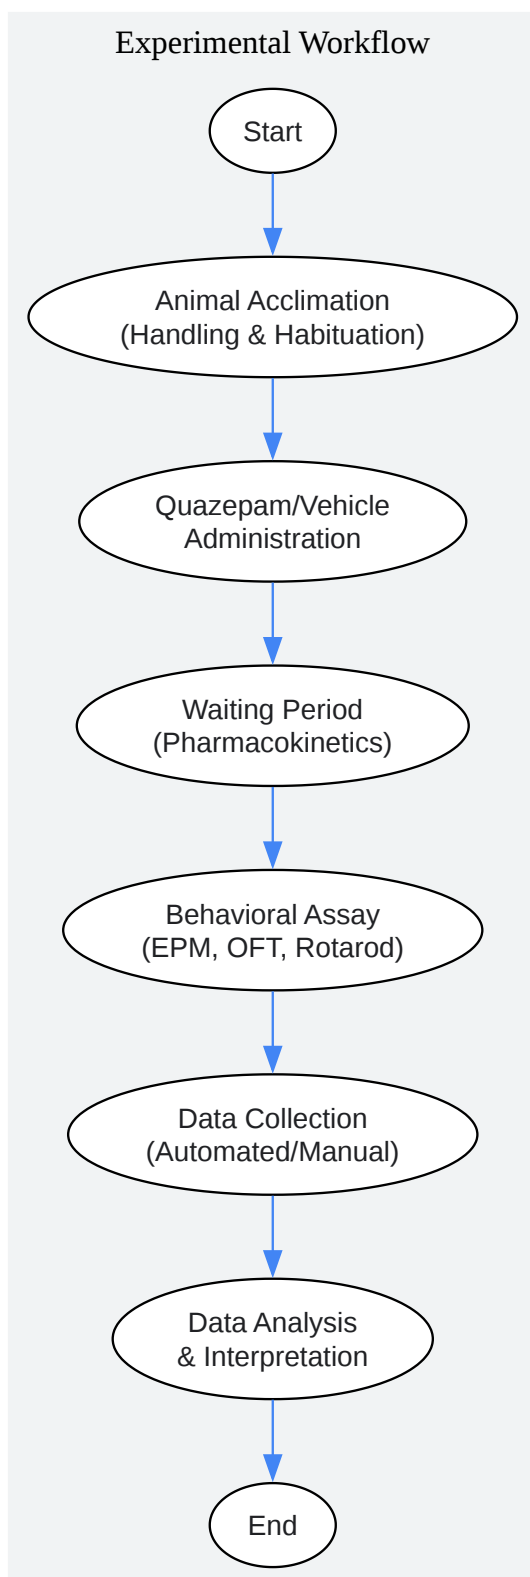 Experimental Workflow
Start
Animal Acclimation
(Handling & Habituation)
Quazepam/Vehicle
Administration
Waiting Period
(Pharmacokinetics)
Behavioral Assay
(EPM, OFT, Rotarod)
Data Collection
(Automated/Manual)
Data Analysis
& Interpretation
End